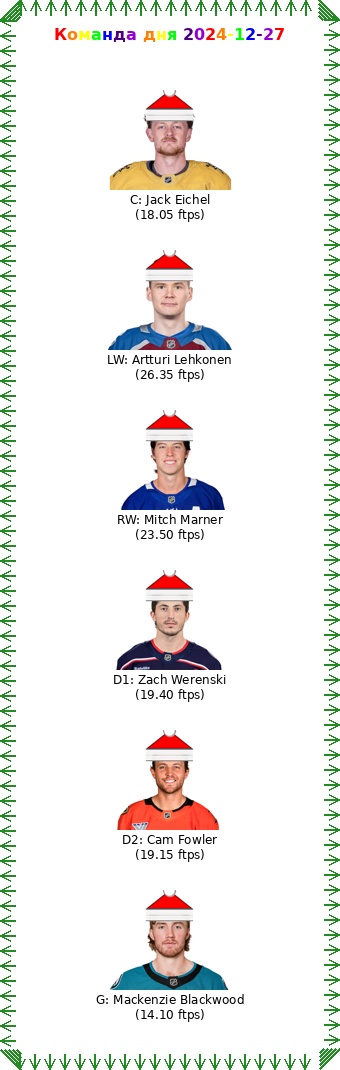 Команда дня 2024-12-27
C: Jack Eichel
(18.05 ftps)
LW: Artturi Lehkonen
(26.35 ftps)
RW: Mitch Marner
(23.50 ftps)
D1: Zach Werenski
(19.40 ftps)
D2: Cam Fowler
(19.15 ftps)
G: Mackenzie Blackwood
(14.10 ftps)